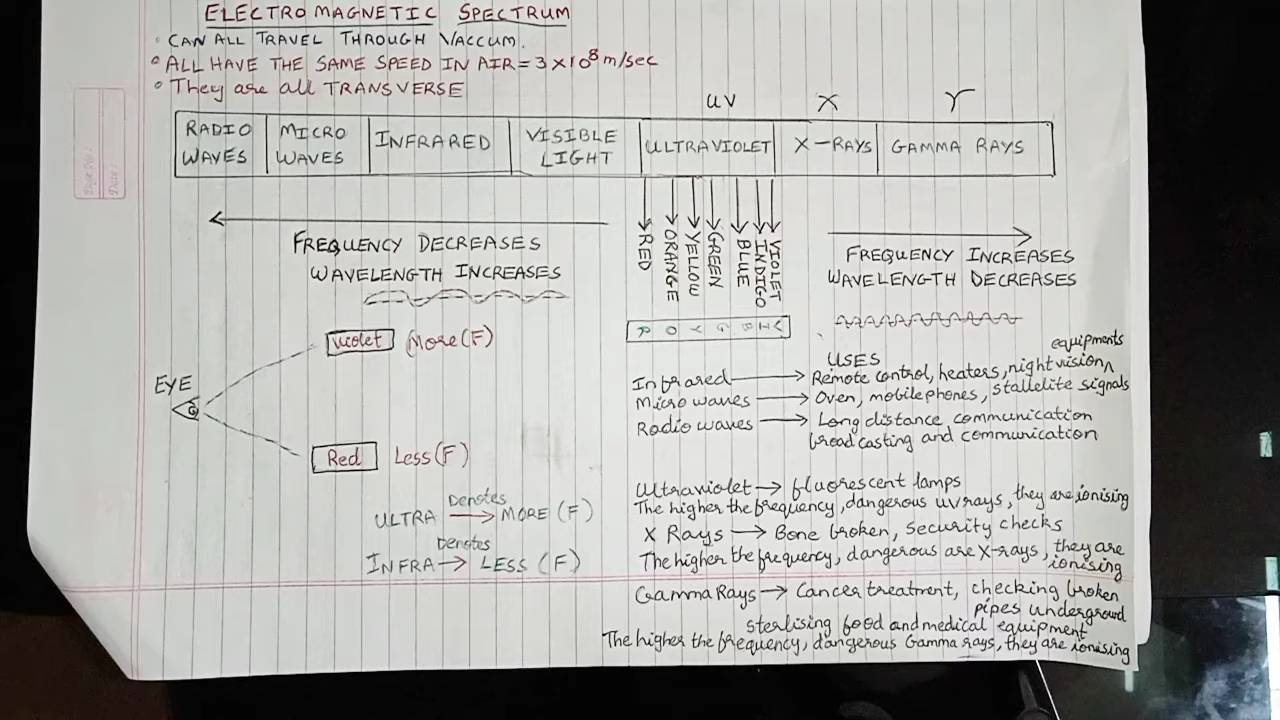 ELECTROMAGNETIC SPECTRUM
• CAN ALL TRAVEL THROUGH VACCUM.
• ALL HAVE THE SAME SPEED IN AIR = 3 × 10⁸ m/sec
• They are all TRANSVERSE
UV X γ
RADIO WAVES MICRO WAVES INFRARED VISIBLE LIGHT ULTRAVIOLET X-RAYS GAMMA RAYS
FREQUENCY DECREASES
WAVELENGTH INCREASES
RED ORANGE YELLOW GREEN BLUE INDIGO VIOLET
R O Y G B I V
FREQUENCY INCREASES
WAVELENGTH DECREASES
EYE
Violet More (F)
Red Less (F)
ULTRA Denotes → MORE (F)
INFRA Denotes → LESS (F)
USES
equipments
Infrared → Remote control, heaters, night vision ^
Micro waves → Oven, mobile phones, stallelite signals
Radio waves → Long distance communication
broad casting and communication
Ultraviolet → fluorescent lamps
The higher the frequency, dangerous uv rays, they are ionising
X Rays → Bone broken, security checks
The higher the frequency, dangerous are X-rays, they are
ionising
Gamma Rays → Cancer treatment, checking broken
pipes undergroud
sterlising food and medical equipment
The higher the frequency, dangerous Gamma rays, they are ionising
Date: